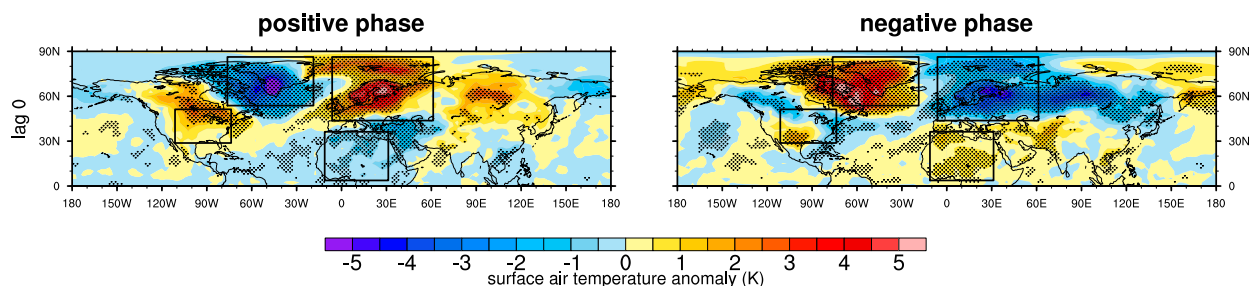 positive phase
negative phase
lag 0
90N
60N
30N
0
180 150W 120W 90W 60W 30W 0 30E 60E 90E 120E 150E 180
180 150W 120W 90W 60W 30W 0 30E 60E 90E 120E 150E 180
90N
60N
30N
0
-5 -4 -3 -2 -1 0 1 2 3 4 5
surface air temperature anomaly (K)